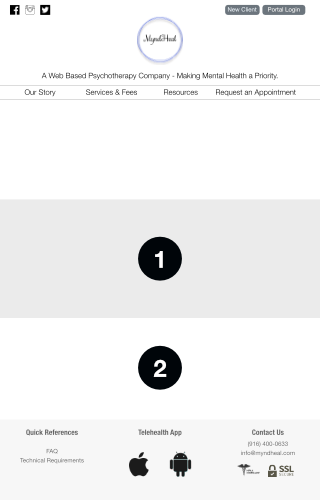 New Client
Portal Login
MyndHeal
A Web Based Psychotherapy Company - Making Mental Health a Priority.
Our Story
Services & Fees
Resources
Request an Appointment
1
2
Quick References
FAQ
Technical Requirements
Telehealth App
Contact Us
(916) 400-0633
info@myndheal.com
SSL
SECURE